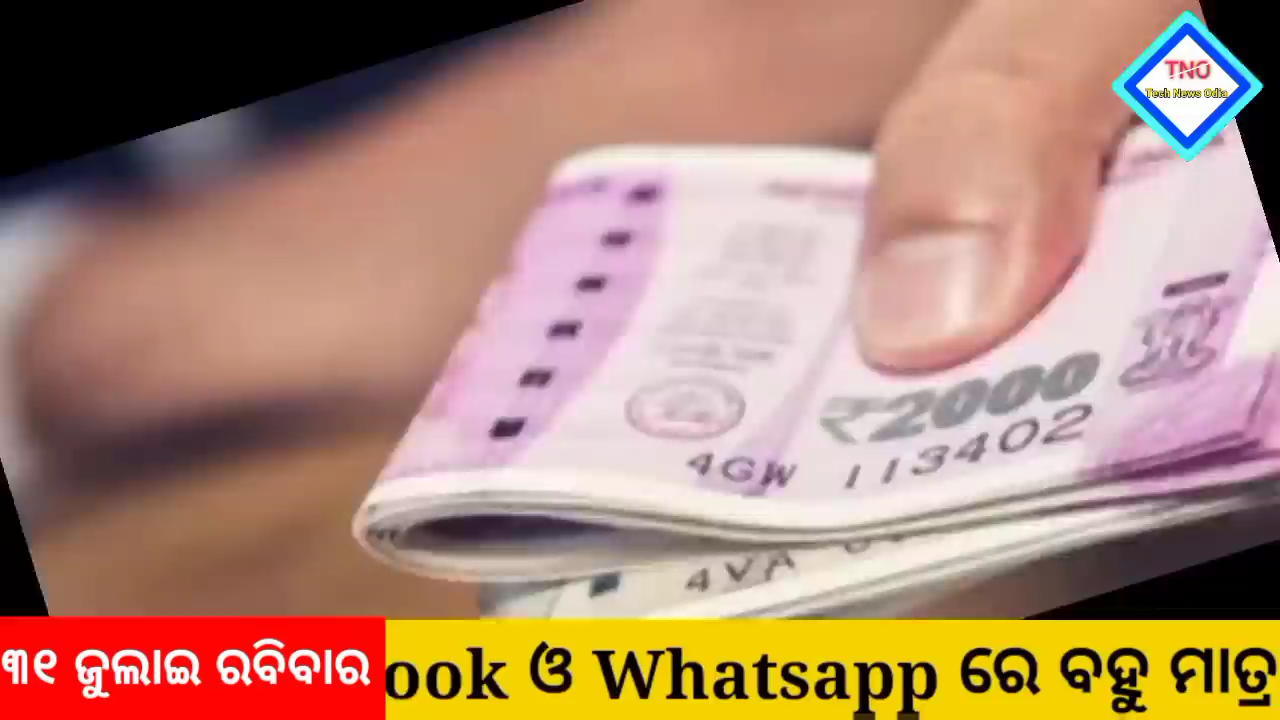 TNO
Tech News Odia
₹2000
4GW 113402
4VA
୩୧ ଜୁଲାଇ ରବିବାର
ook ଓ Whatsapp ରେ ବହୁ ମାତ୍ର